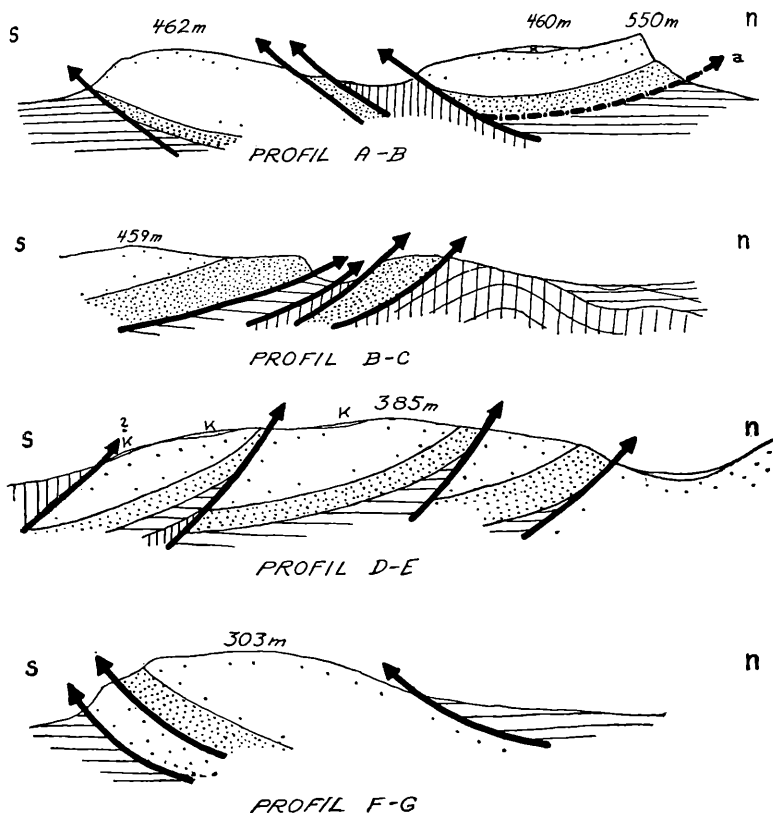 s 462m 460m 550m n
a
PROFIL A-B
s 459m n
PROFIL B-C
s ? K K K 385m n
PROFIL D-E
s 303m n
PROFIL F-G